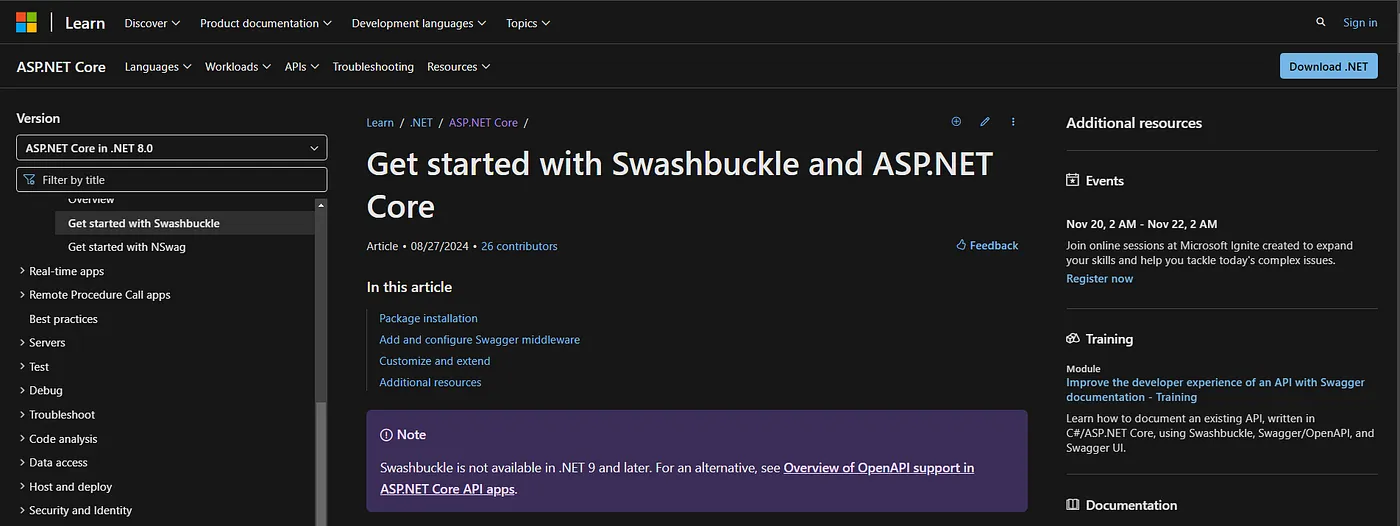 Learn Discover Product documentation Development languages Topics Sign in
ASP.NET Core Languages Workloads APIs Troubleshooting Resources Download .NET
Version
ASP.NET Core in .NET 8.0
Filter by title
Overview
Get started with Swashbuckle
Get started with NSwag
Real-time apps
Remote Procedure Call apps
Best practices
Servers
Test
Debug
Troubleshoot
Code analysis
Data access
Host and deploy
Security and Identity
Learn / .NET / ASP.NET Core /
Get started with Swashbuckle and ASP.NET
Core
Article • 08/27/2024 • 26 contributors
Feedback
In this article
Package installation
Add and configure Swagger middleware
Customize and extend
Additional resources
Note
Swashbuckle is not available in .NET 9 and later. For an alternative, see Overview of OpenAPI support in
ASP.NET Core API apps.
Additional resources
Events
Nov 20, 2 AM - Nov 22, 2 AM
Join online sessions at Microsoft Ignite created to expand
your skills and help you tackle today's complex issues.
Register now
Training
Module
Improve the developer experience of an API with Swagger
documentation - Training
Learn how to document an existing API, written in
C#/ASP.NET Core, using Swashbuckle, Swagger/OpenAPI, and
Swagger UI.
Documentation